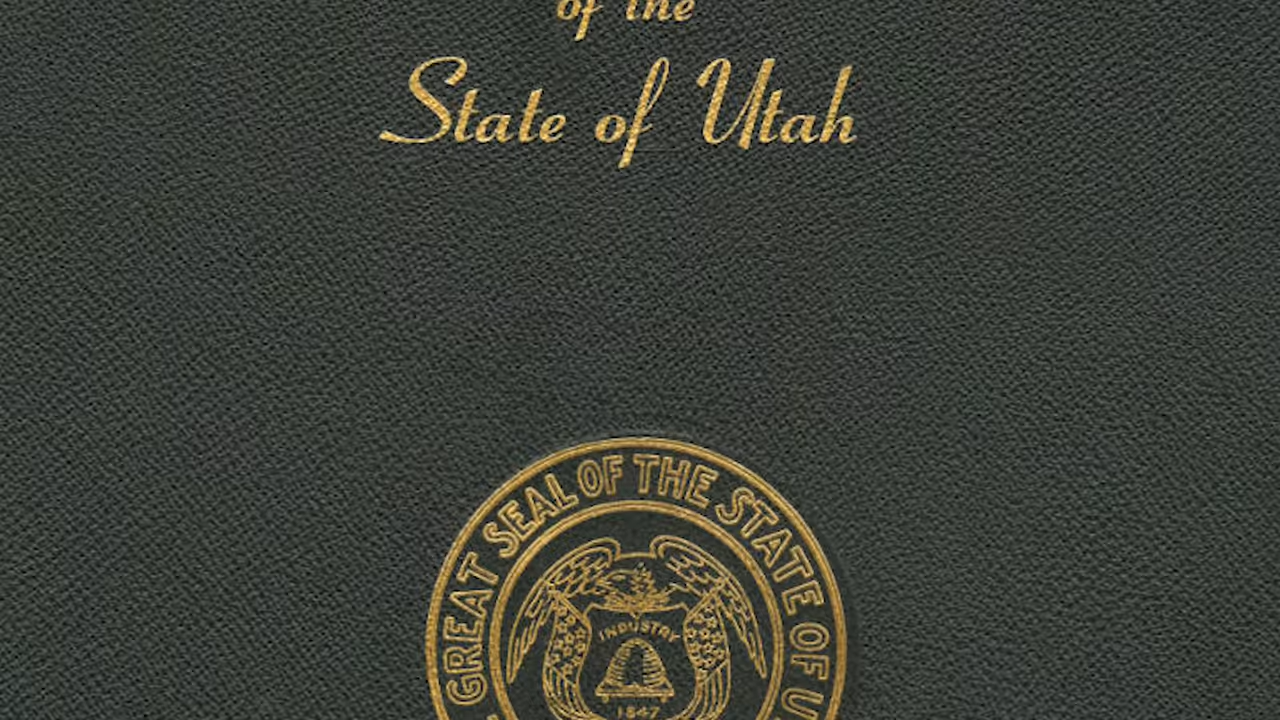 of the
State of Utah
GREAT SEAL OF THE STATE OF U
INDUSTRY
1847